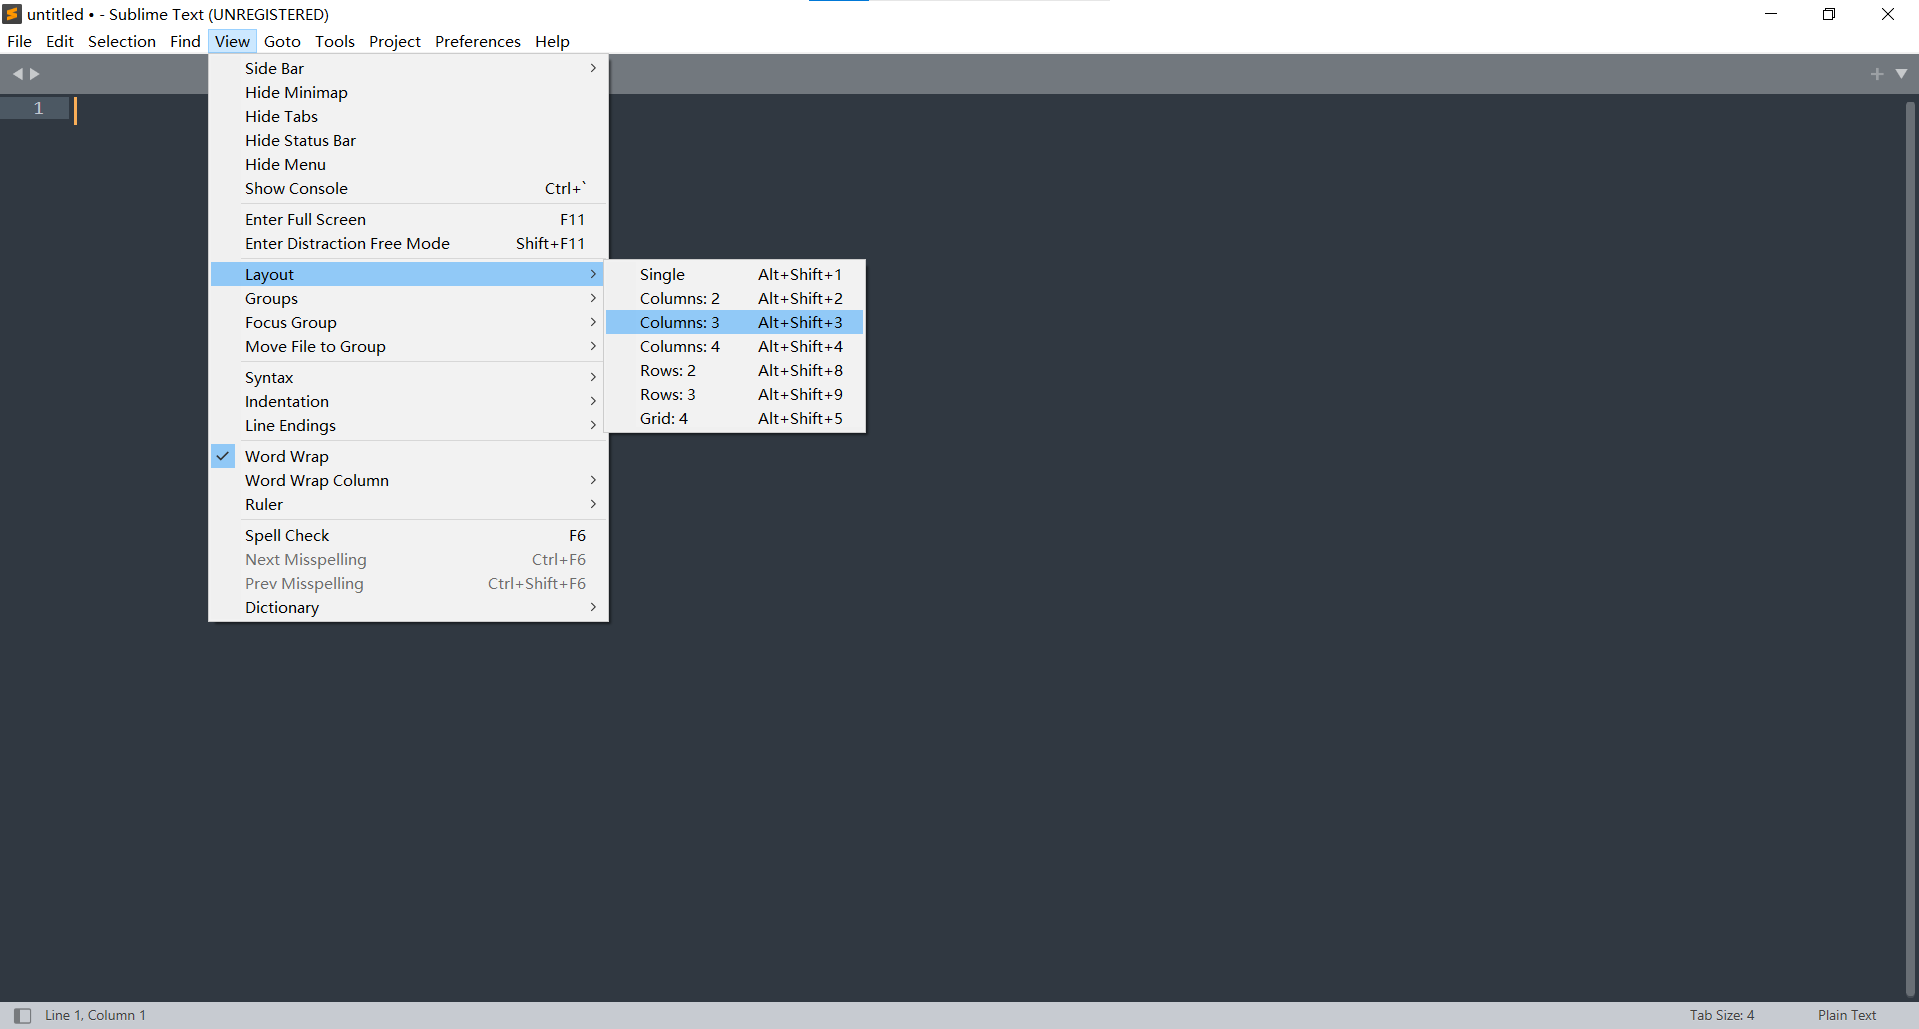 untitled • - Sublime Text (UNREGISTERED)
File Edit Selection Find View Goto Tools Project Preferences Help
Side Bar
Hide Minimap
Hide Tabs
Hide Status Bar
Hide Menu
Show Console Ctrl+`
Enter Full Screen F11
Enter Distraction Free Mode Shift+F11
Layout
Groups
Focus Group
Move File to Group
Syntax
Indentation
Line Endings
Word Wrap
Word Wrap Column
Ruler
Spell Check F6
Next Misspelling Ctrl+F6
Prev Misspelling Ctrl+Shift+F6
Dictionary
Single Alt+Shift+1
Columns: 2 Alt+Shift+2
Columns: 3 Alt+Shift+3
Columns: 4 Alt+Shift+4
Rows: 2 Alt+Shift+8
Rows: 3 Alt+Shift+9
Grid: 4 Alt+Shift+5
1
Line 1, Column 1
Tab Size: 4
Plain Text